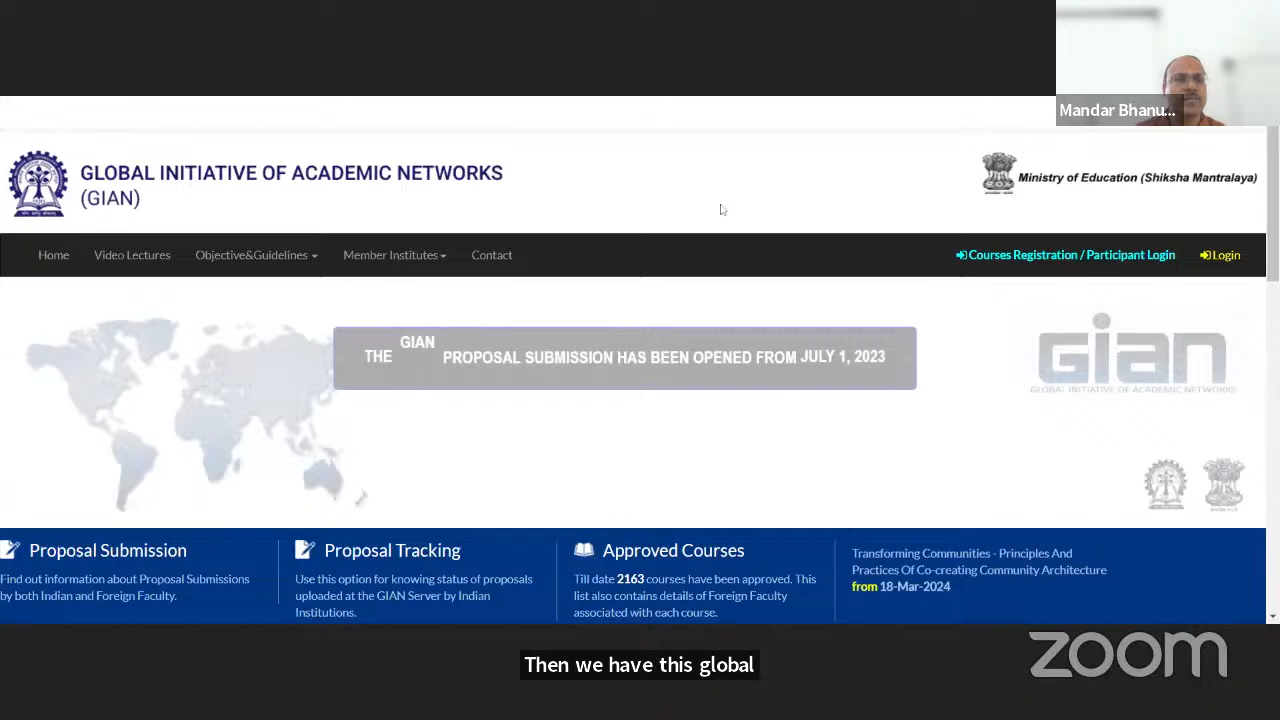 Mandar Bhanu...
GLOBAL INITIATIVE OF ACADEMIC NETWORKS
(GIAN)
Ministry of Education (Shiksha Mantralaya)
Home Video Lectures Objective&Guidelines Member Institutes Contact Courses Registration / Participant Login Login
THE GIAN PROPOSAL SUBMISSION HAS BEEN OPENED FROM JULY 1, 2023
gian
GLOBAL INITIATIVE OF ACADEMIC NETWORKS
Proposal Submission
Find out information about Proposal Submissions
by both Indian and Foreign Faculty.
Proposal Tracking
Use this option for knowing status of proposals
uploaded at the GIAN Server by Indian
Institutions.
Approved Courses
Till date 2163 courses have been approved. This
list also contains details of Foreign Faculty
associated with each course.
Transforming Communities - Principles And
Practices Of Co-creating Community Architecture
from 18-Mar-2024
Then we have this global
zoom